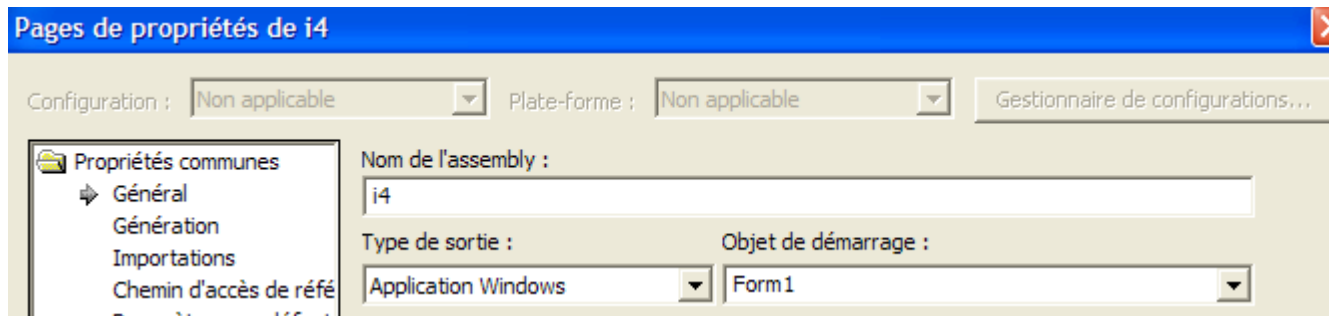 Pages de propriétés de i4
Configuration : Non applicable Plate-forme : Non applicable Gestionnaire de configurations...
Propriétés communes
Général
Génération
Importations
Chemin d'accès de réfé
Nom de l'assembly :
i4
Type de sortie : Objet de démarrage :
Application Windows Form1